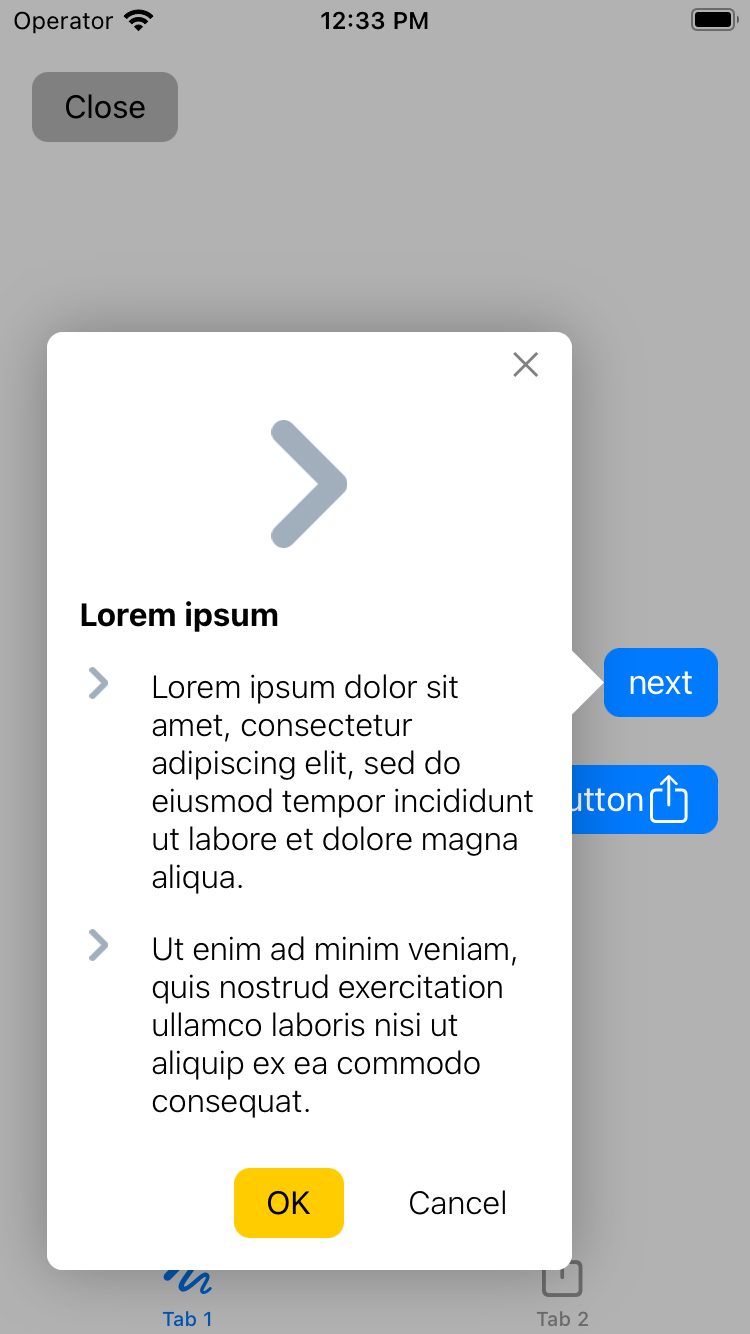 Operator 12:33 PM
Close
Lorem ipsum
Lorem ipsum dolor sit
amet, consectetur
adipiscing elit, sed do
eiusmod tempor incididunt
ut labore et dolore magna
aliqua.
Ut enim ad minim veniam,
quis nostrud exercitation
ullamco laboris nisi ut
aliquip ex ea commodo
consequat.
OK Cancel
next
utton
Tab 1 Tab 2